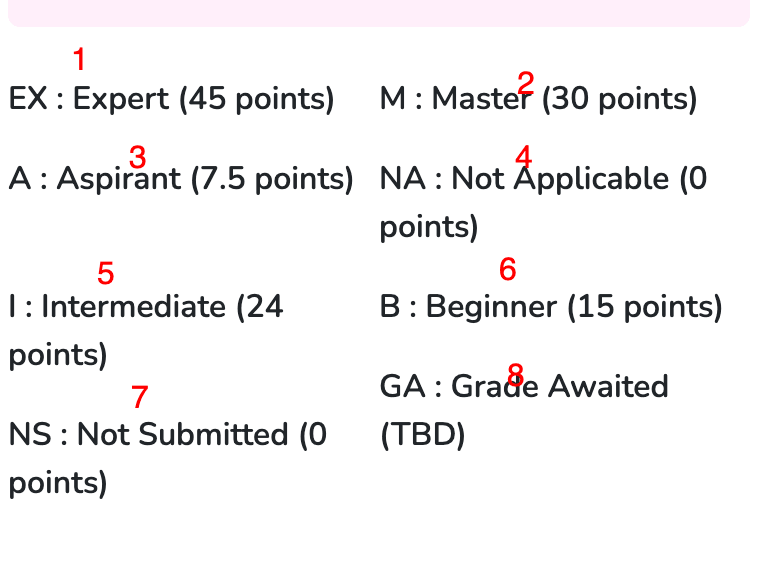 1
EX : Expert (45 points)
2
M : Master (30 points)
3
A : Aspirant (7.5 points)
4
NA : Not Applicable (0
points)
5
I : Intermediate (24
points)
6
B : Beginner (15 points)
7
NS : Not Submitted (0
points)
8
GA : Grade Awaited
(TBD)